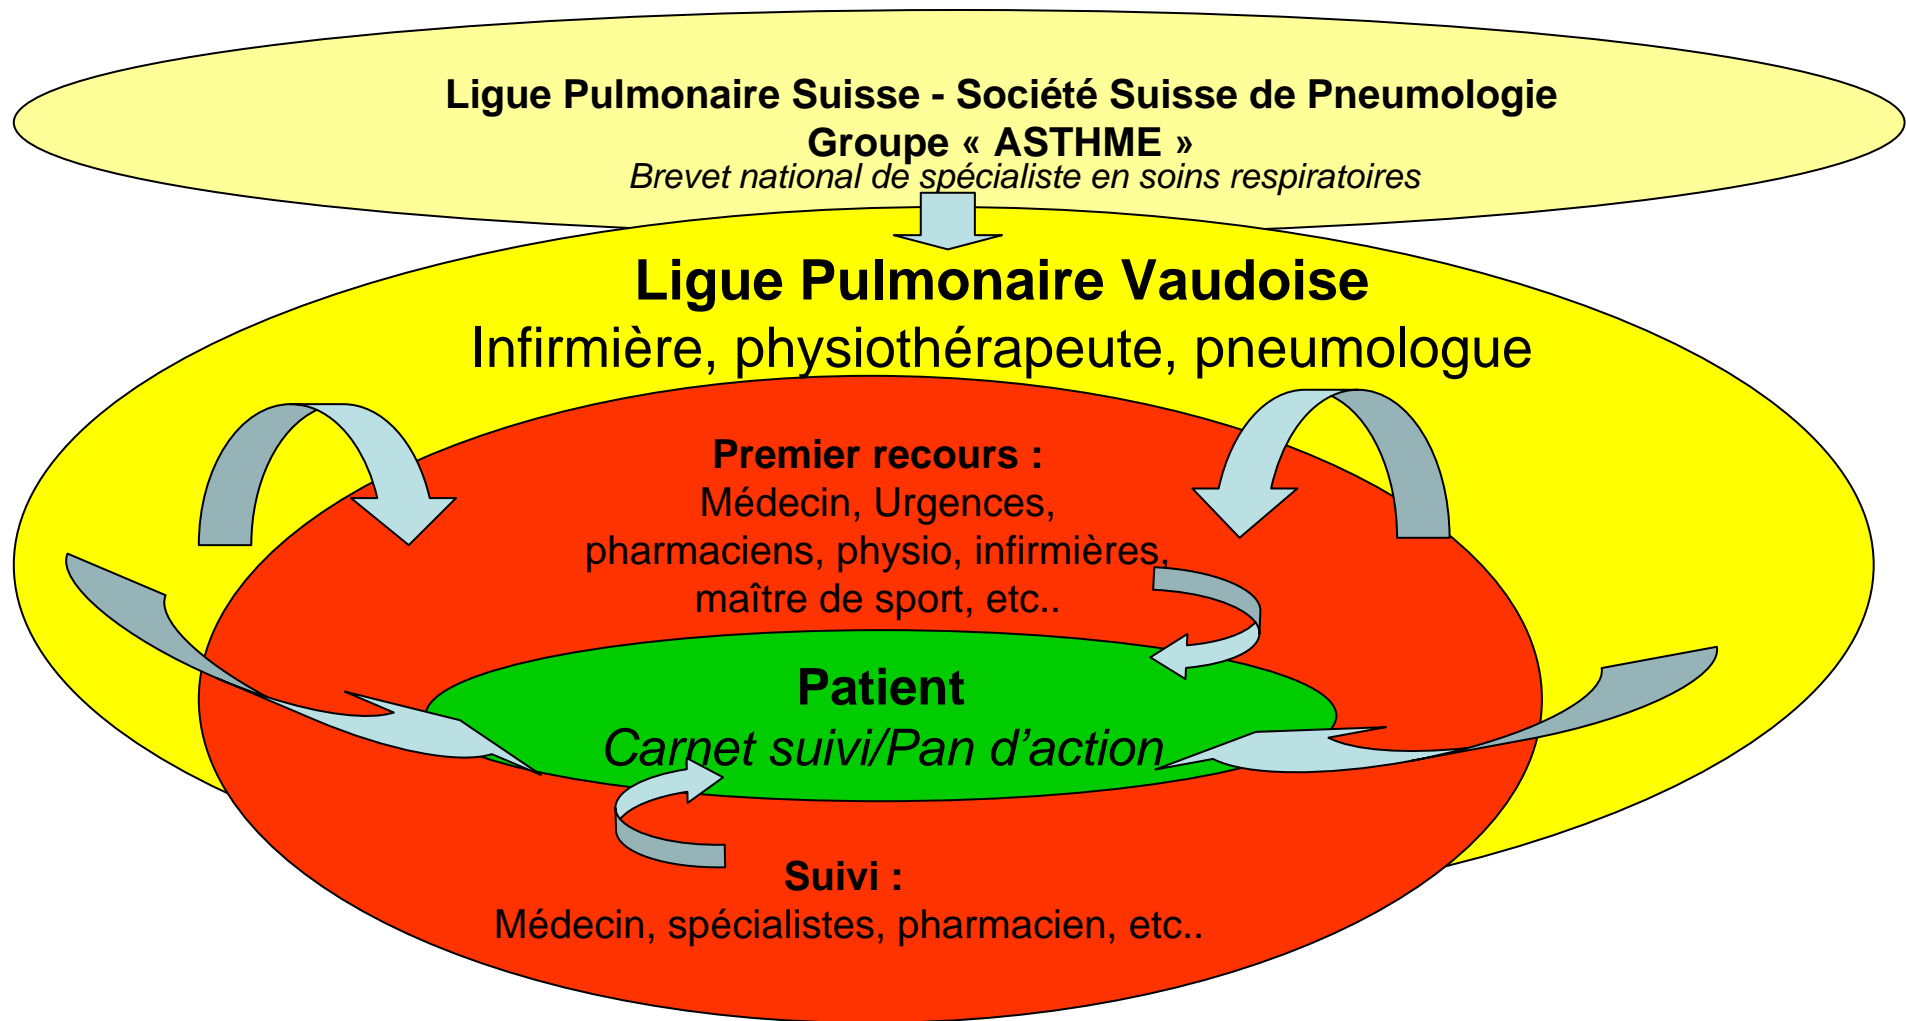 Ligue Pulmonaire Suisse - Société Suisse de Pneumologie
Groupe « ASTHME »
Brevet national de spécialiste en soins respiratoires
Ligue Pulmonaire Vaudoise
Infirmière, physiothérapeute, pneumologue
Premier recours :
Médecin, Urgences,
pharmaciens, physio, infirmières,
maître de sport, etc..
Patient
Carnet suivi/Pan d’action
Suivi :
Médecin, spécialistes, pharmacien, etc..